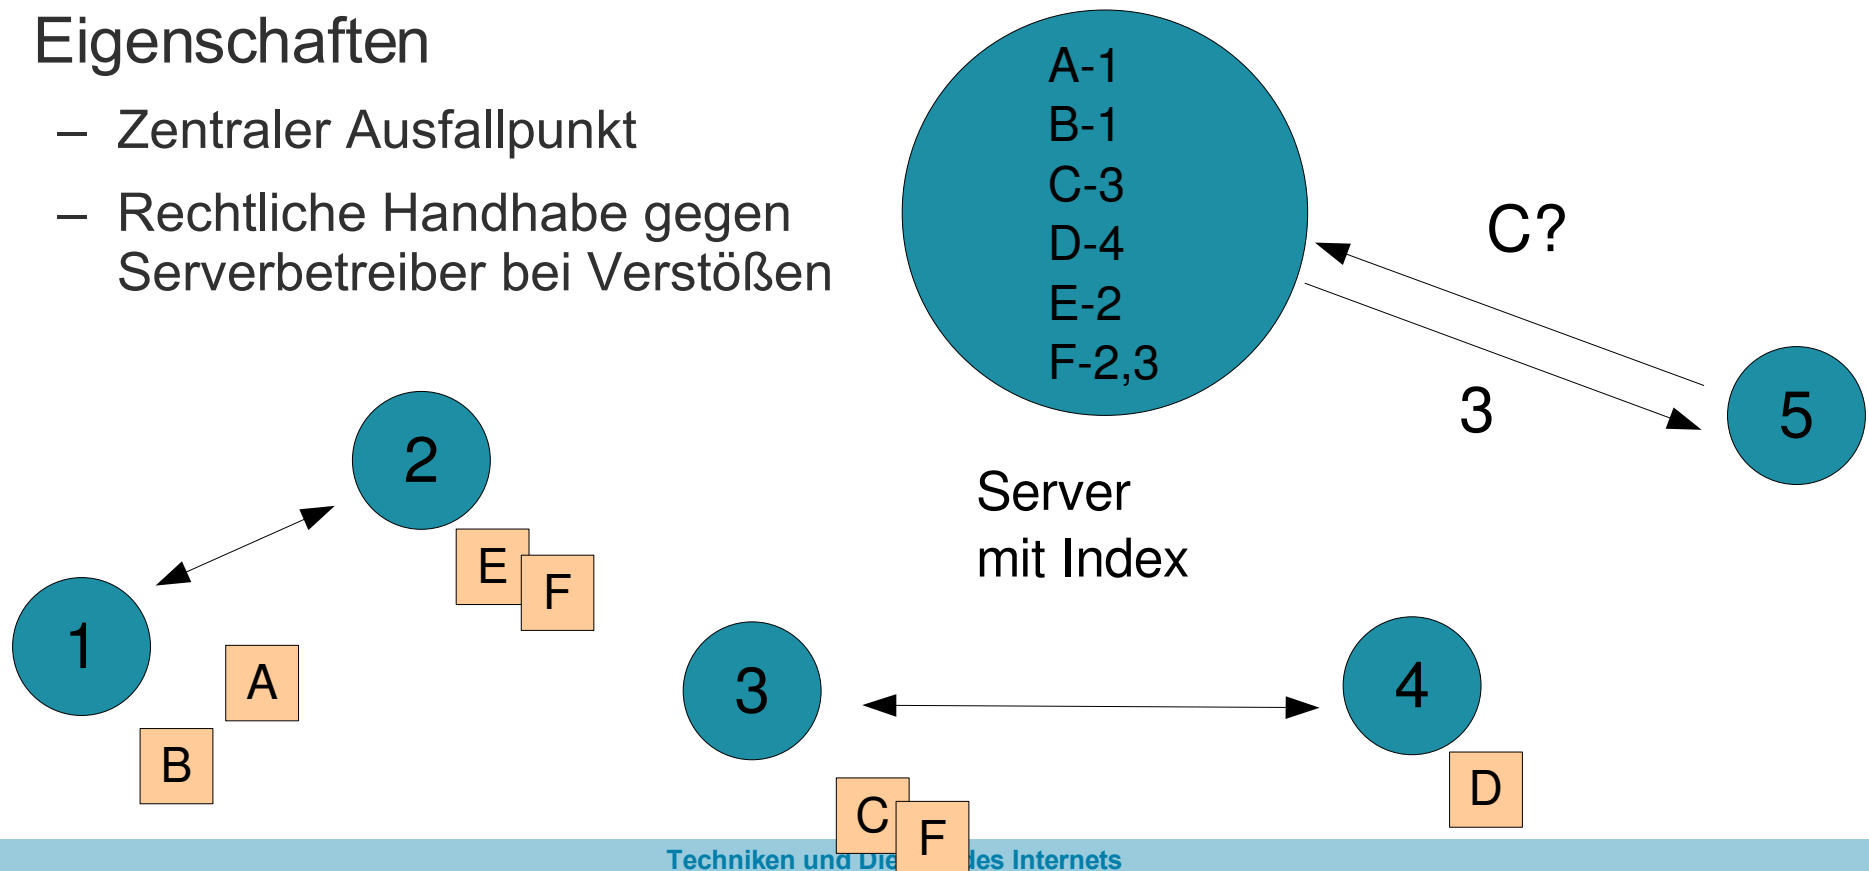 Eigenschaften
– Zentraler Ausfallpunkt
– Rechtliche Handhabe gegen
Serverbetreiber bei Verstößen
A-1
B-1
C-3
D-4
E-2
F-2,3
C?
3
5
Server
mit Index
2
E
F
1
A
B
3
C
F
4
D
Techniken und Die des Internets